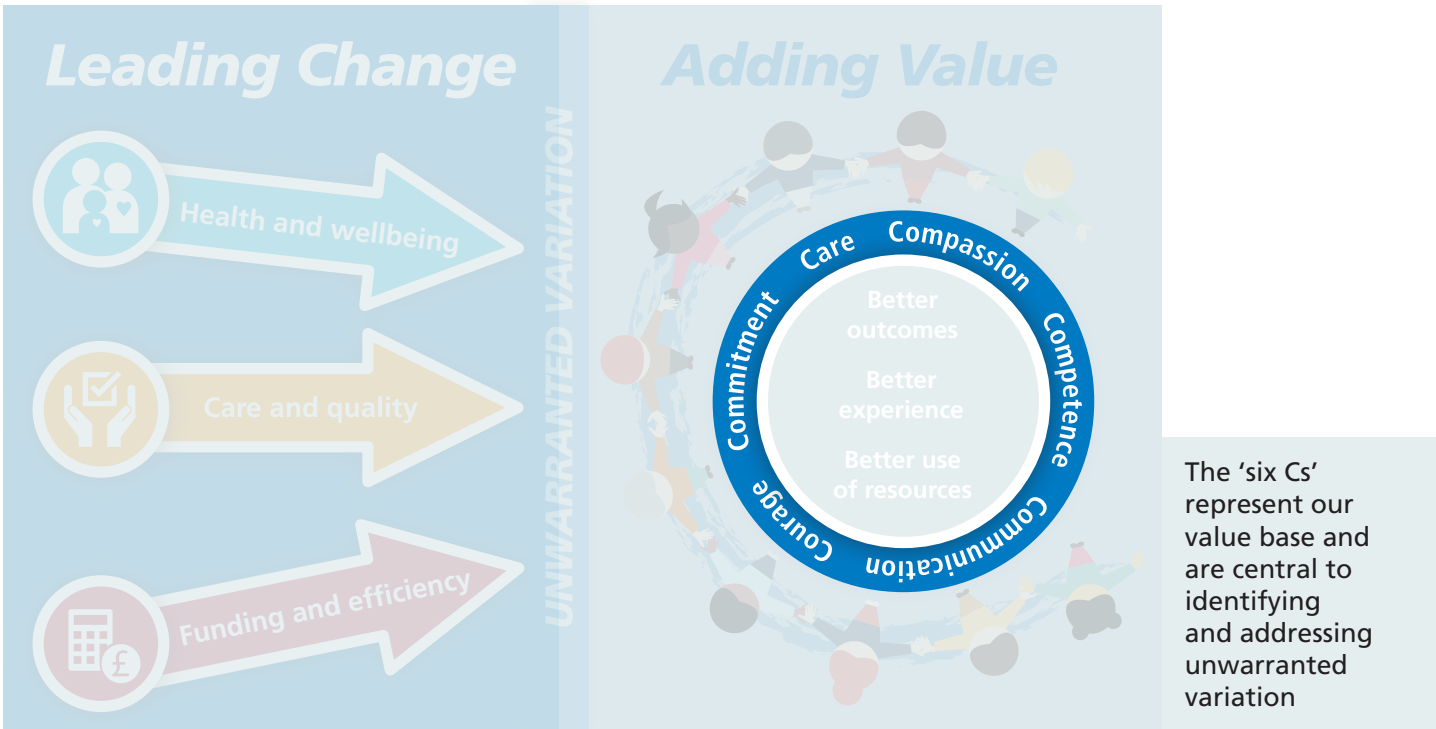 Leading Change
Adding Value
Health and wellbeing
Care and quality
Funding and efficiency
£
UNWARRANTED VARIATION
Care
Compassion
Competence
Communication
Courage
Commitment
Better
outcomes
Better
experience
Better use
of resources
The ‘six Cs’
represent our
value base and
are central to
identifying
and addressing
unwarranted
variation